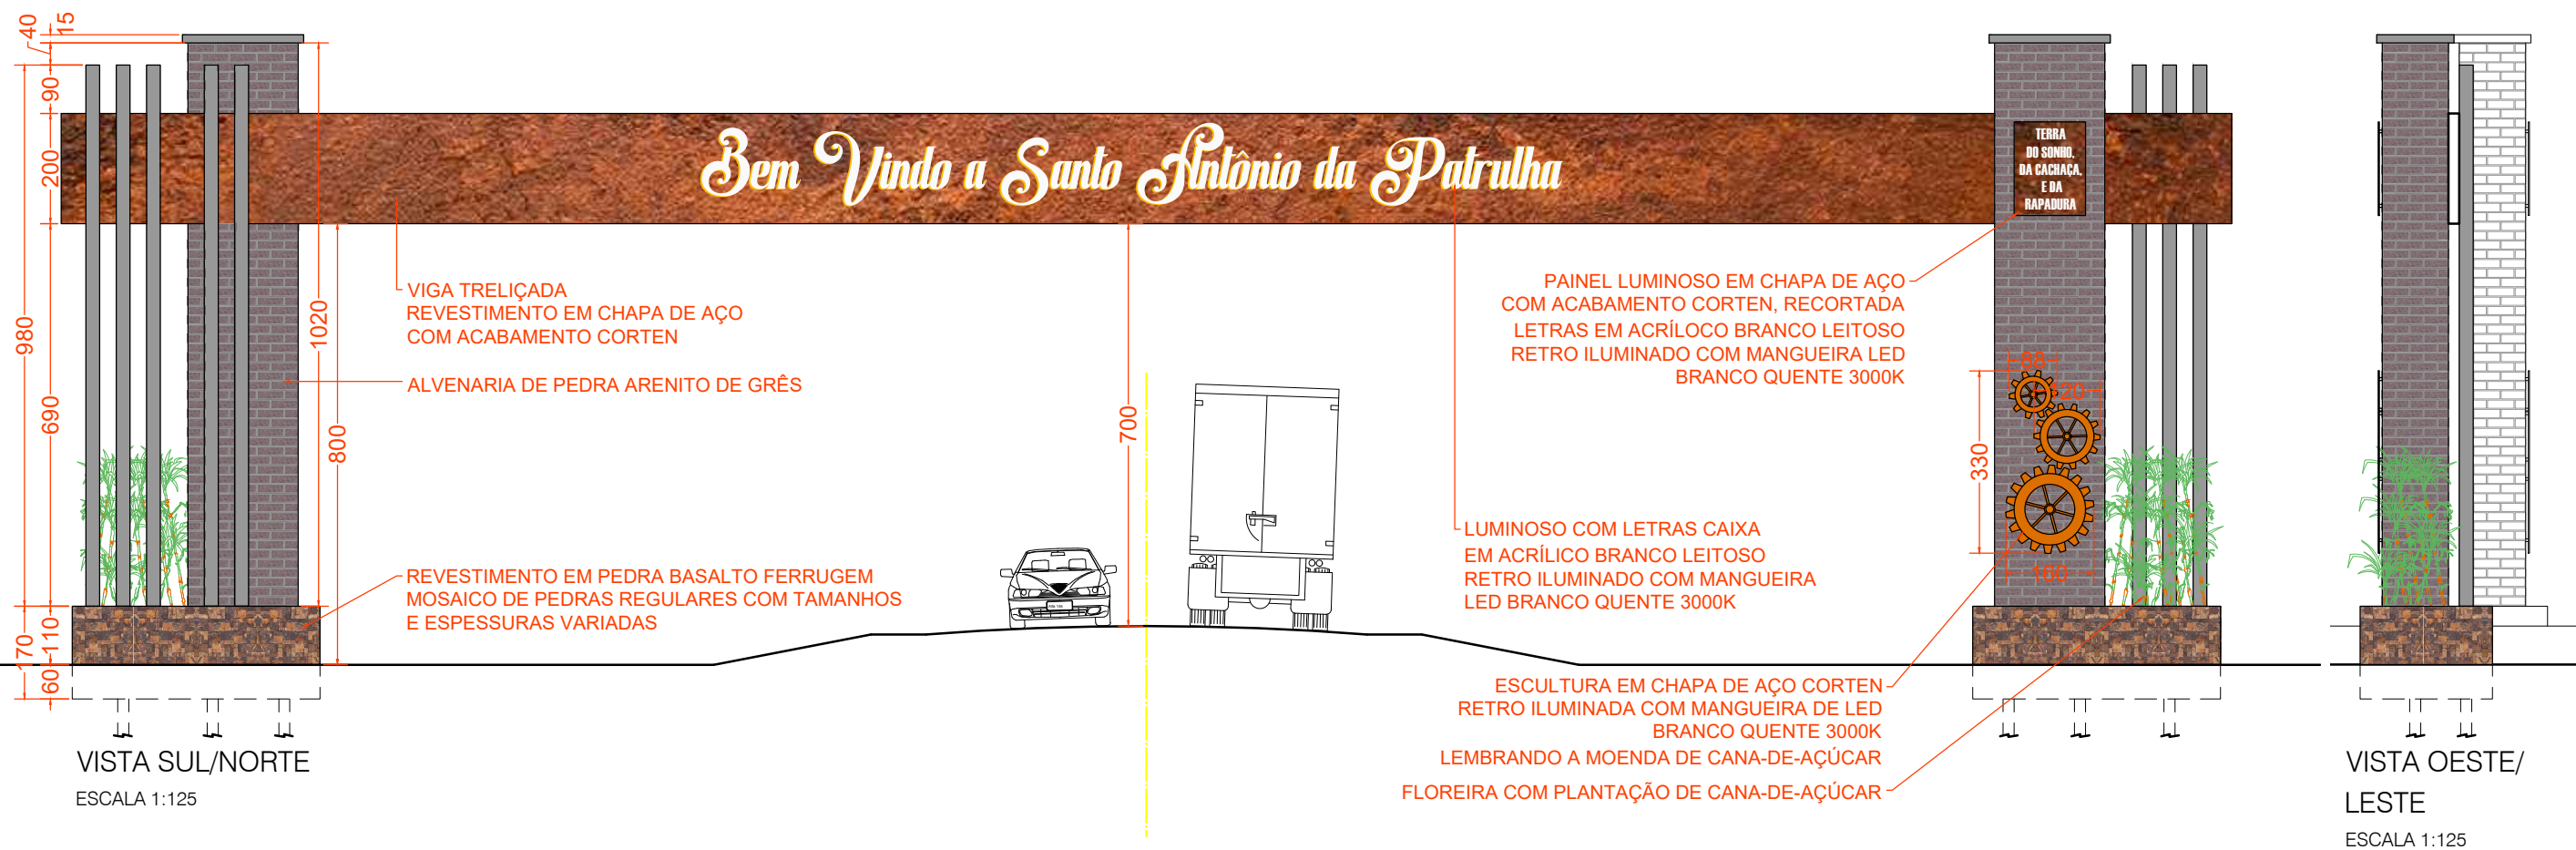 40
15
90
200
980
690
1020
800
170
110
60
Bem Vindo a Santo Antônio da Patrulha
TERRA
DO SONHO,
DA CACHAÇA,
E DA
RAPADURA
VIGA TRELIÇADA
REVESTIMENTO EM CHAPA DE AÇO
COM ACABAMENTO CORTEN
ALVENARIA DE PEDRA ARENITO DE GRÊS
REVESTIMENTO EM PEDRA BASALTO FERRUGEM
MOSAICO DE PEDRAS REGULARES COM TAMANHOS
E ESPESSURAS VARIADAS
700
PAINEL LUMINOSO EM CHAPA DE AÇO
COM ACABAMENTO CORTEN, RECORTADA
LETRAS EM ACRÍLOCO BRANCO LEITOSO
RETRO ILUMINADO COM MANGUEIRA LED
BRANCO QUENTE 3000K
LUMINOSO COM LETRAS CAIXA
EM ACRÍLICO BRANCO LEITOSO
RETRO ILUMINADO COM MANGUEIRA
LED BRANCO QUENTE 3000K
88
120
330
160
ESCULTURA EM CHAPA DE AÇO CORTEN
RETRO ILUMINADA COM MANGUEIRA DE LED
BRANCO QUENTE 3000K
LEMBRANDO A MOENDA DE CANA-DE-AÇÚCAR
FLOREIRA COM PLANTAÇÃO DE CANA-DE-AÇÚCAR
VISTA SUL/NORTE
ESCALA 1:125
VISTA OESTE/
LESTE
ESCALA 1:125